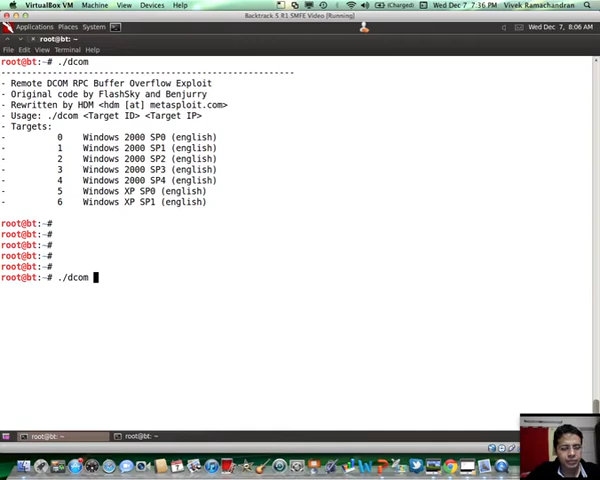 VirtualBox VM Machine View Devices Help
(Charged) Wed Dec 7 7:36 PM Vivek Ramachandran
Backtrack 5 R1 SMFE Video [Running]
Applications Places System Wed Dec 7, 8:06 AM
root@bt: ~
File Edit View Terminal Help
root@bt:~# ./dcom
---------------------------------------------------------
- Remote DCOM RPC Buffer Overflow Exploit
- Original code by FlashSky and Benjurry
- Rewritten by HDM <hdm [at] metasploit.com>
- Usage: ./dcom <Target ID> <Target IP>
- Targets:
- 0 Windows 2000 SP0 (english)
- 1 Windows 2000 SP1 (english)
- 2 Windows 2000 SP2 (english)
- 3 Windows 2000 SP3 (english)
- 4 Windows 2000 SP4 (english)
- 5 Windows XP SP0 (english)
- 6 Windows XP SP1 (english)
root@bt:~#
root@bt:~#
root@bt:~#
root@bt:~#
root@bt:~#
root@bt:~# ./dcom
root@bt: ~ root@bt: ~